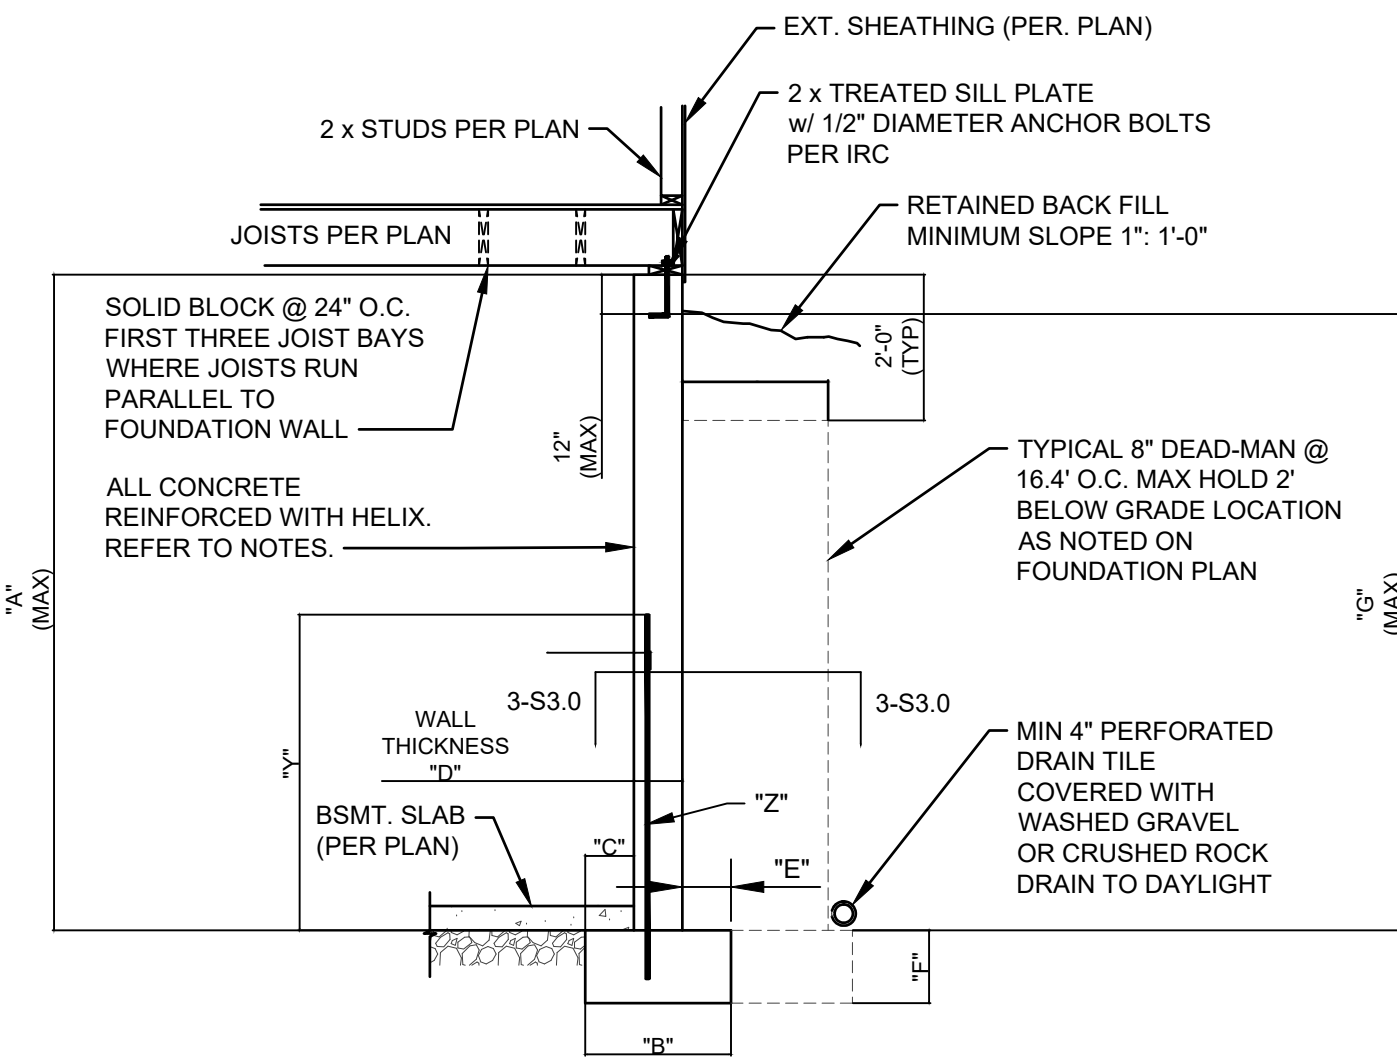 EXT. SHEATHING (PER. PLAN)
2 x TREATED SILL PLATE
w/ 1/2" DIAMETER ANCHOR BOLTS
PER IRC
2 x STUDS PER PLAN
RETAINED BACK FILL
MINIMUM SLOPE 1": 1'-0"
JOISTS PER PLAN
SOLID BLOCK @ 24" O.C.
FIRST THREE JOIST BAYS
WHERE JOISTS RUN
PARALLEL TO
FOUNDATION WALL
2'-0"
(TYP)
12"
(MAX)
TYPICAL 8" DEAD-MAN @
16.4' O.C. MAX HOLD 2'
BELOW GRADE LOCATION
AS NOTED ON
FOUNDATION PLAN
ALL CONCRETE
REINFORCED WITH HELIX.
REFER TO NOTES.
"A"
(MAX)
"G"
(MAX)
3-S3.0
3-S3.0
WALL
THICKNESS
"D"
"Y"
"Z"
MIN 4" PERFORATED
DRAIN TILE
COVERED WITH
WASHED GRAVEL
OR CRUSHED ROCK
DRAIN TO DAYLIGHT
BSMT. SLAB
(PER PLAN)
"C"
"E"
"F"
"B"